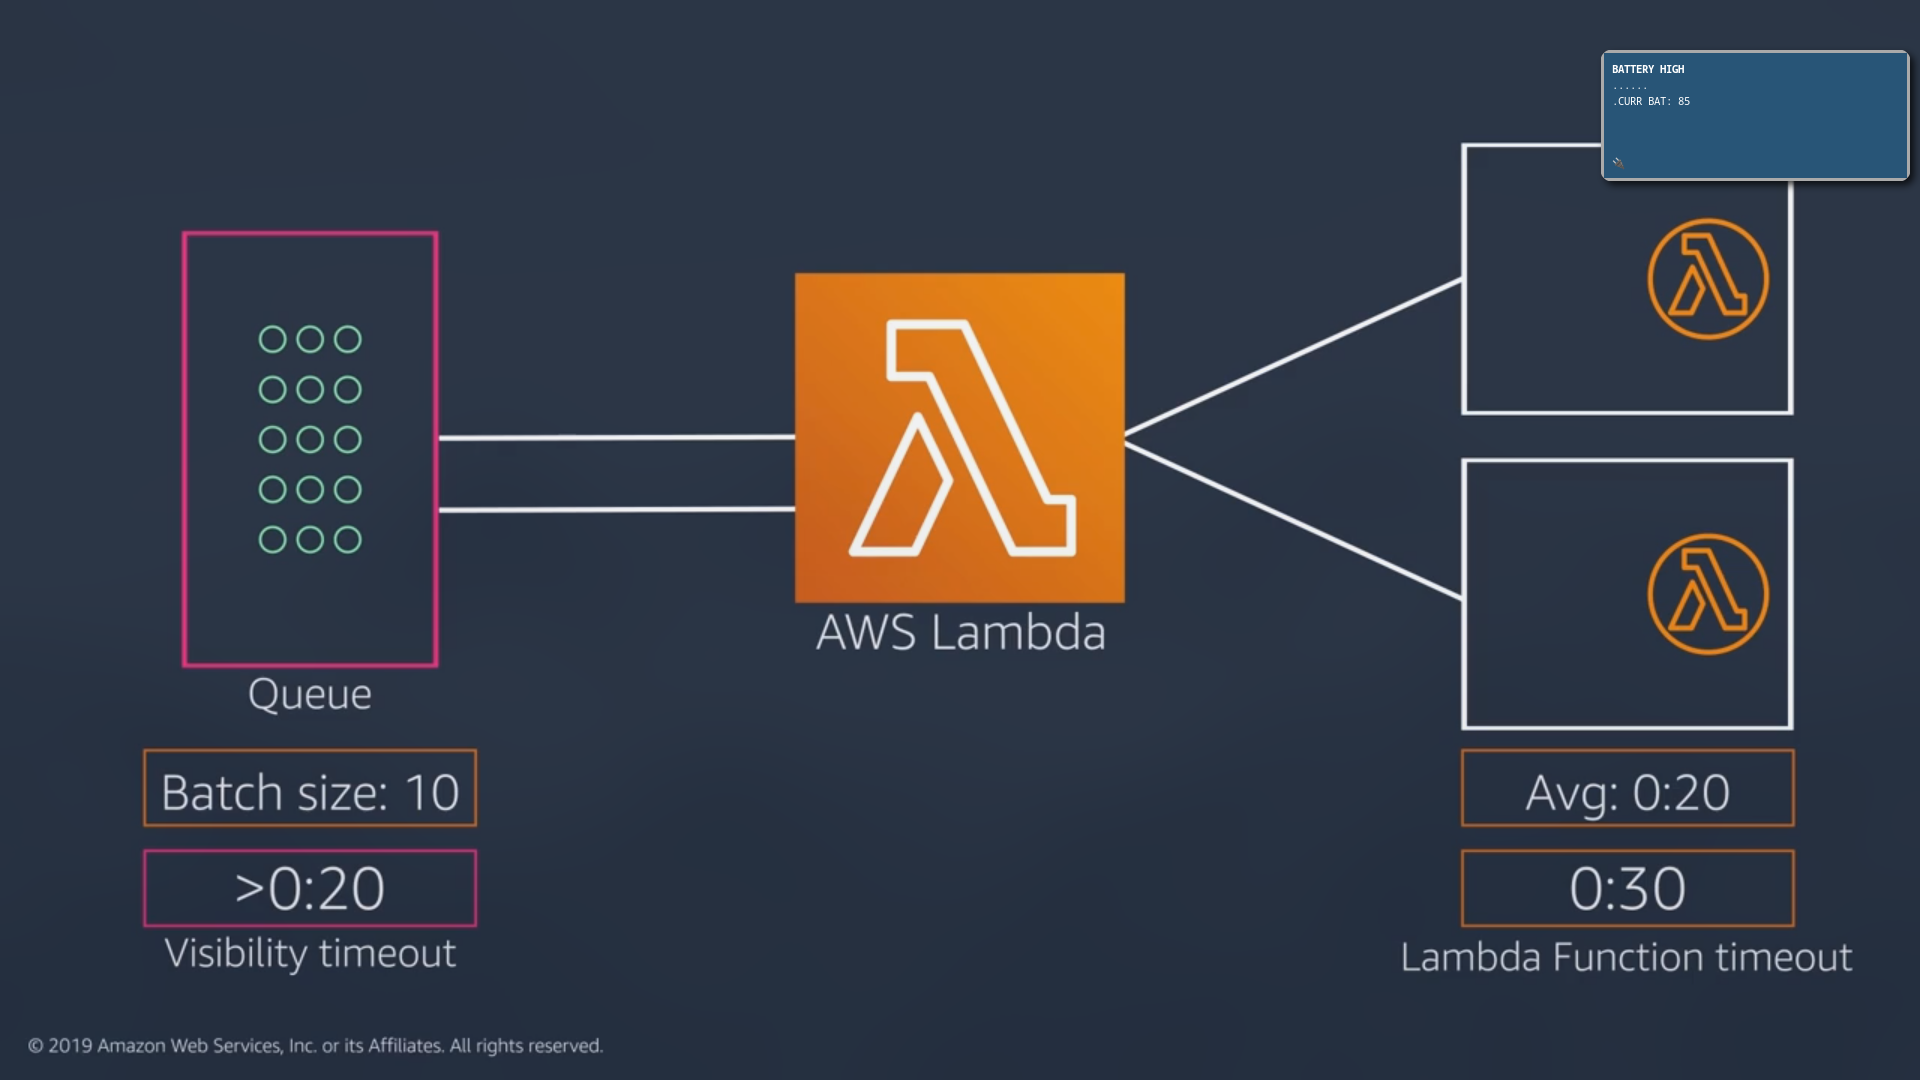 BATTERY HIGH
......
.CURR BAT: 85
Queue
AWS Lambda
Batch size: 10
>0:20
Visibility timeout
Avg: 0:20
0:30
Lambda Function timeout
© 2019 Amazon Web Services, Inc. or its Affiliates. All rights reserved.